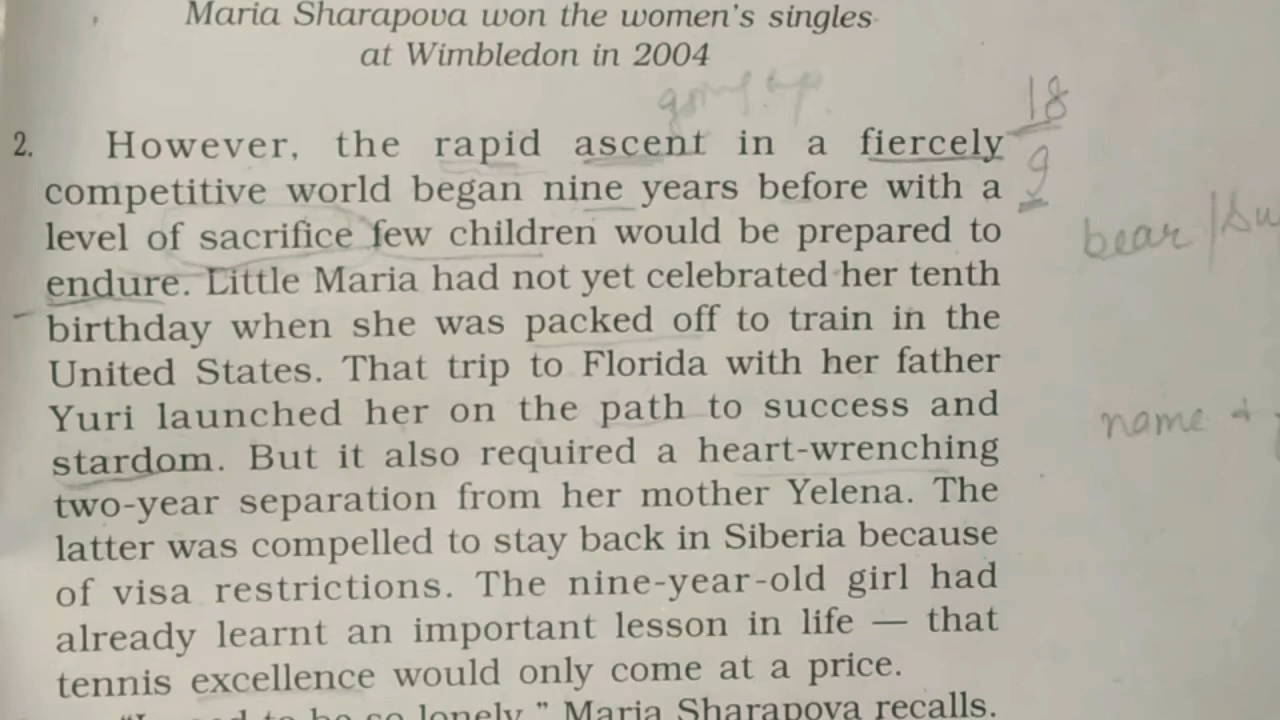 Maria Sharapova won the women's singles
at Wimbledon in 2004
going up.
18
2. However, the rapid ascent in a fiercely
9
competitive world began nine years before with a
level of sacrifice few children would be prepared to
bear /
endure. Little Maria had not yet celebrated her tenth
birthday when she was packed off to train in the
United States. That trip to Florida with her father
Yuri launched her on the path to success and
name +
stardom. But it also required a heart-wrenching
two-year separation from her mother Yelena. The
latter was compelled to stay back in Siberia because
of visa restrictions. The nine-year-old girl had
already learnt an important lesson in life — that
tennis excellence would only come at a price.
to be so lonely," Maria Sharapova recalls.